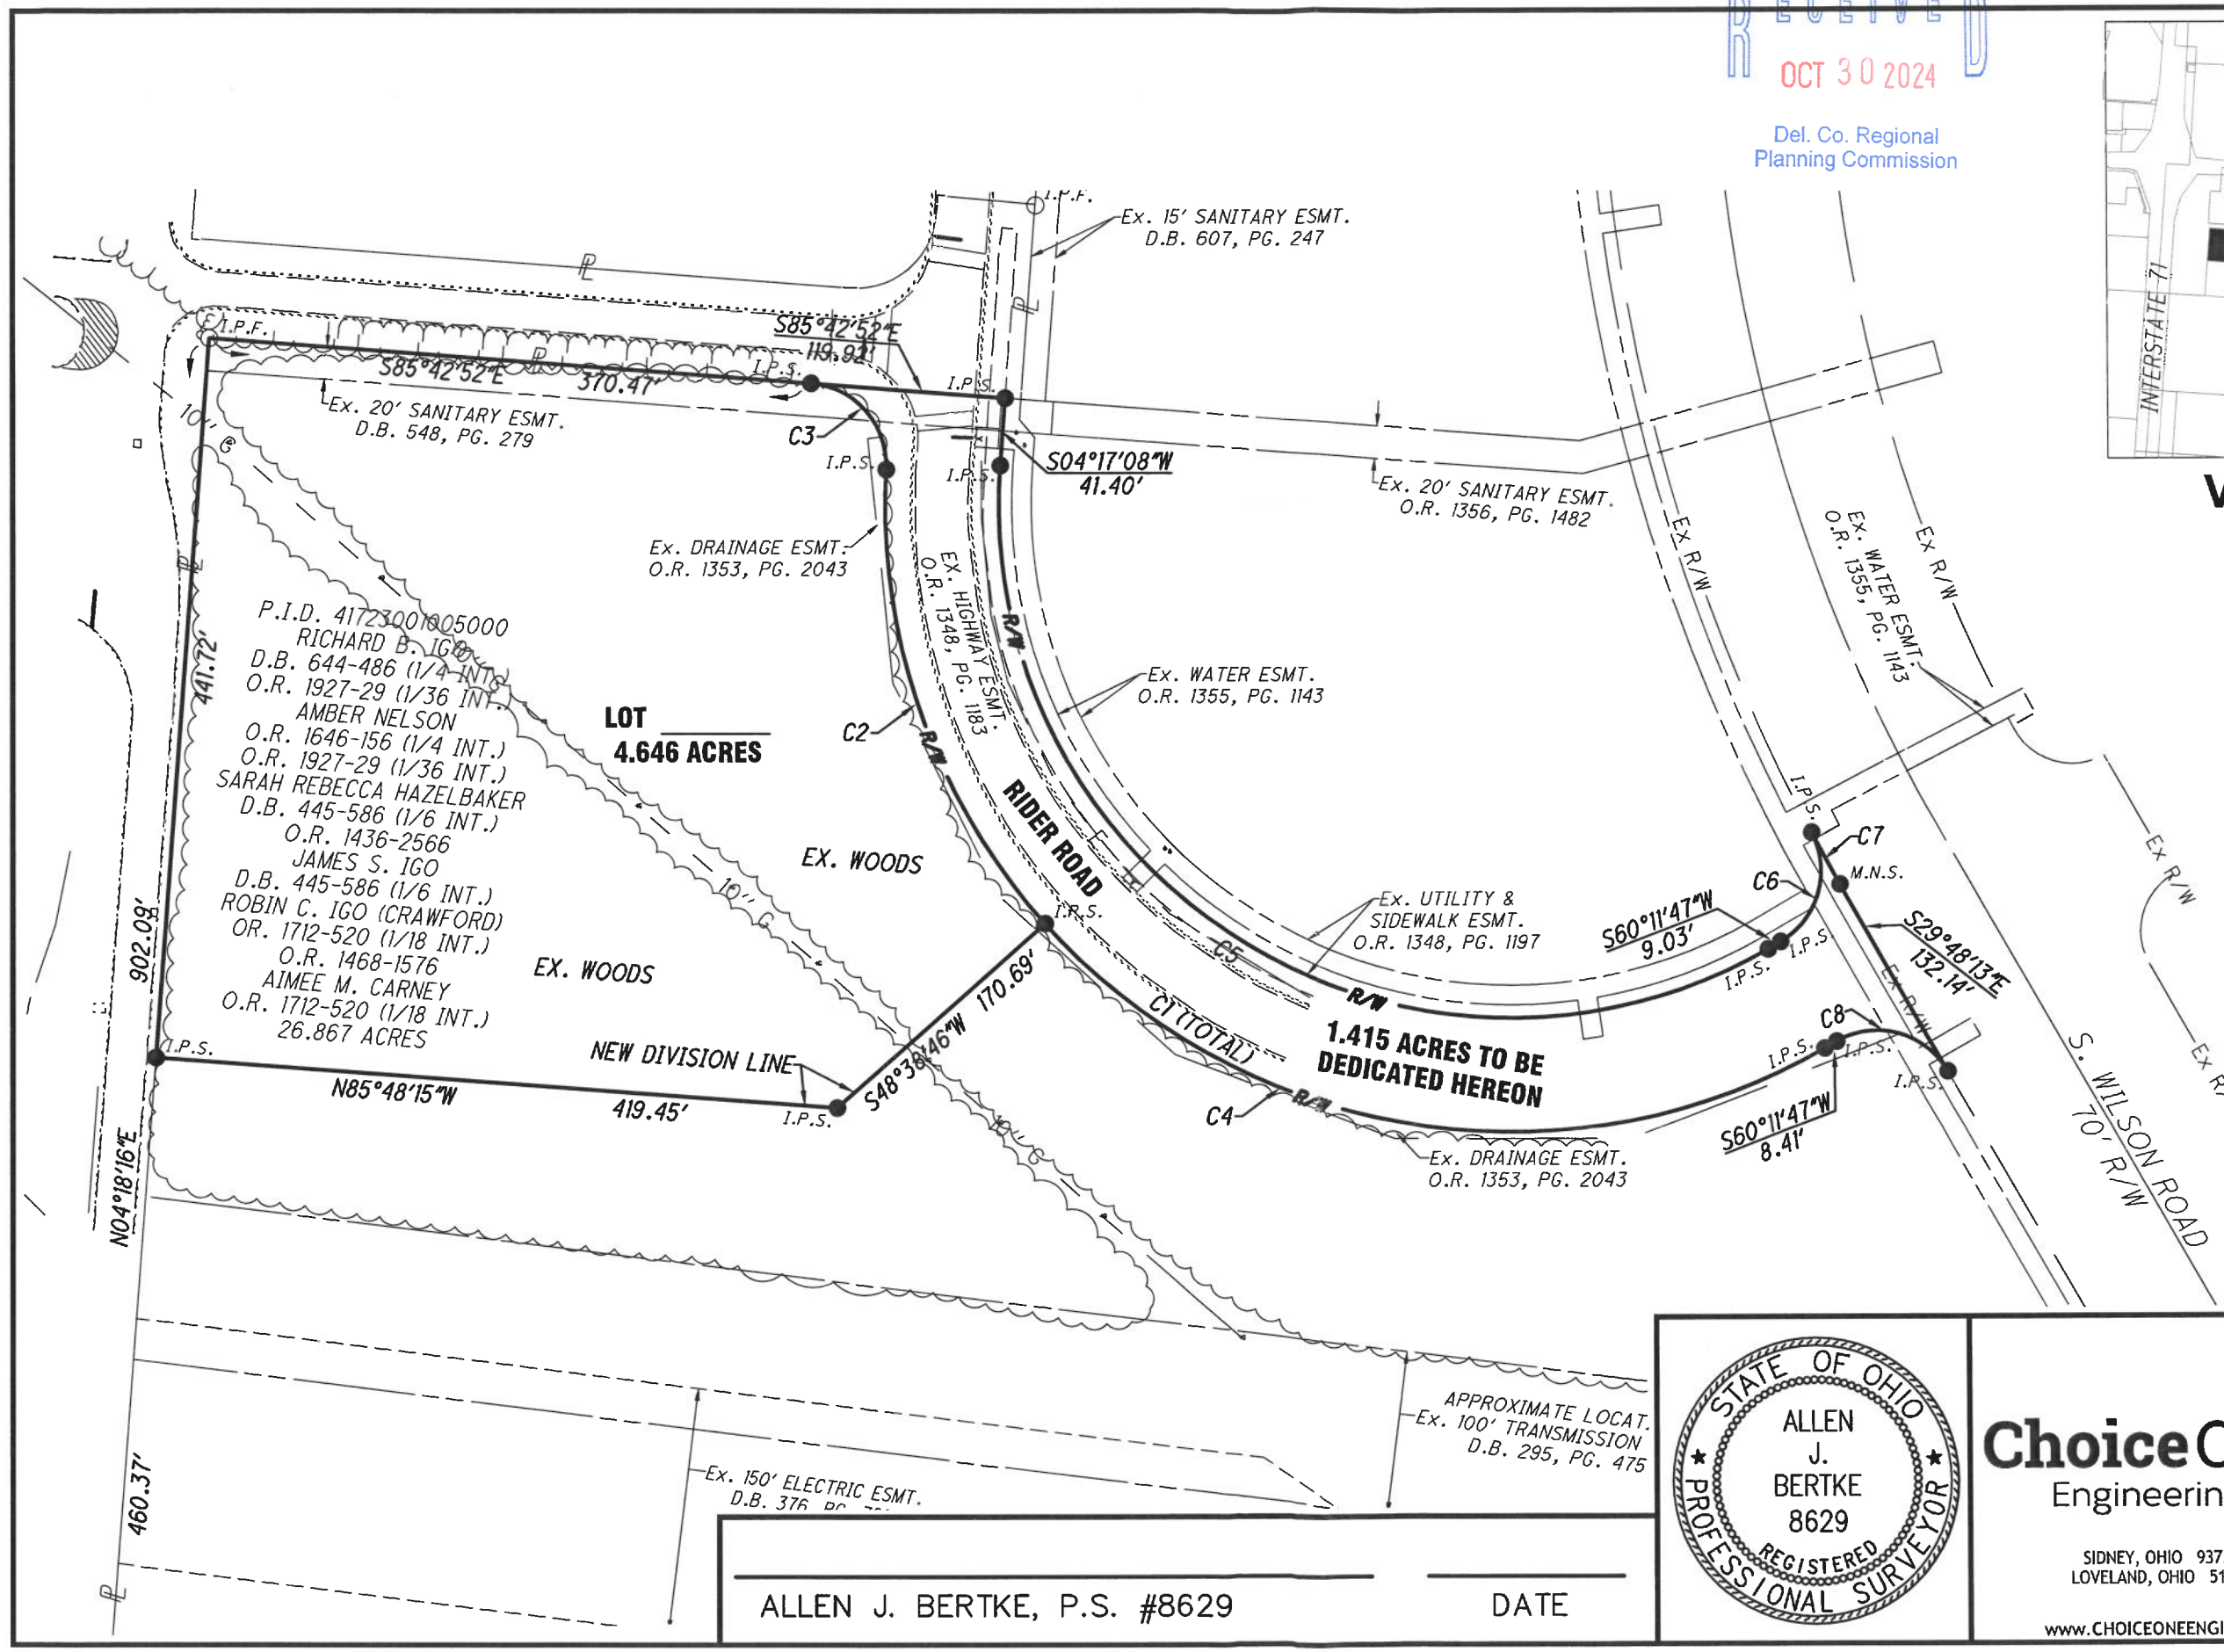 RECEIVED
OCT 30 2024
Del. Co. Regional
Planning Commission
INTERSTATE 71
I.P.F.
Ex. 15' SANITARY ESMT.
D.B. 607, PG. 247
I.P.F.
S85°42'52"E
119.92'
S85°42'52"E 370.47'
I.P.S.
I.P.S.
Ex. 20' SANITARY ESMT.
D.B. 548, PG. 279
C3
I.P.S.
I.P.S.
S04°17'08"W
41.40'
Ex. 20' SANITARY ESMT.
O.R. 1356, PG. 1482
10" G
Ex. DRAINAGE ESMT.
O.R. 1353, PG. 2043
EX. HIGHWAY ESMT.
O.R. 1348, PG. 1183
EX R/W
EX. WATER ESMT.
O.R. 1355, PG. 1143
EX R/W
P.I.D. 41723001005000
RICHARD B. IGO
D.B. 644-486 (1/4 INT.)
O.R. 1927-29 (1/36 INT.)
AMBER NELSON
O.R. 1646-156 (1/4 INT.)
O.R. 1927-29 (1/36 INT.)
SARAH REBECCA HAZELBAKER
D.B. 445-586 (1/6 INT.)
O.R. 1436-2566
JAMES S. IGO
D.B. 445-586 (1/6 INT.)
ROBIN C. IGO (CRAWFORD)
OR. 1712-520 (1/18 INT.)
O.R. 1468-1576
AIMEE M. CARNEY
O.R. 1712-520 (1/18 INT.)
26.867 ACRES
441.72'
902.09'
N04°18'16"E
460.37'
LOT
4.646 ACRES
C2
R/W
R/W
Ex. WATER ESMT.
O.R. 1355, PG. 1143
RIDER ROAD
EX. WOODS
EX. WOODS
10" G
I.P.S.
C7
M.N.S.
C6
Ex. UTILITY &
SIDEWALK ESMT.
O.R. 1348, PG. 1197
S60°11'47"W
9.03'
I.P.S.
I.P.S
S29°48'13"E
132.14'
EX R/W
EX R/W
I.P.S.
C5
R/W
170.69'
S48°38'46"W
C1 (TOTAL)
1.415 ACRES TO BE
DEDICATED HEREON
C8
I.P.S.
I.P.S.
I.P.S.
I.P.S.
NEW DIVISION LINE
N85°48'15"W 419.45'
I.P.S.
C4
R/W
10" G
S60°11'47"W
8.41'
Ex. DRAINAGE ESMT.
O.R. 1353, PG. 2043
S. WILSON ROAD
70' R/W
EX R/
APPROXIMATE LOCAT.
Ex. 100' TRANSMISSION
D.B. 295, PG. 475
Ex. 150' ELECTRIC ESMT.
D.B. 376
ALLEN J. BERTKE, P.S. #8629
DATE
STATE OF OHIO
ALLEN
J.
BERTKE
8629
REGISTERED
PROFESSIONAL SURVEYOR
Choice
Engineerin
SIDNEY, OHIO 937
LOVELAND, OHIO 51
www.CHOICEONEENGI